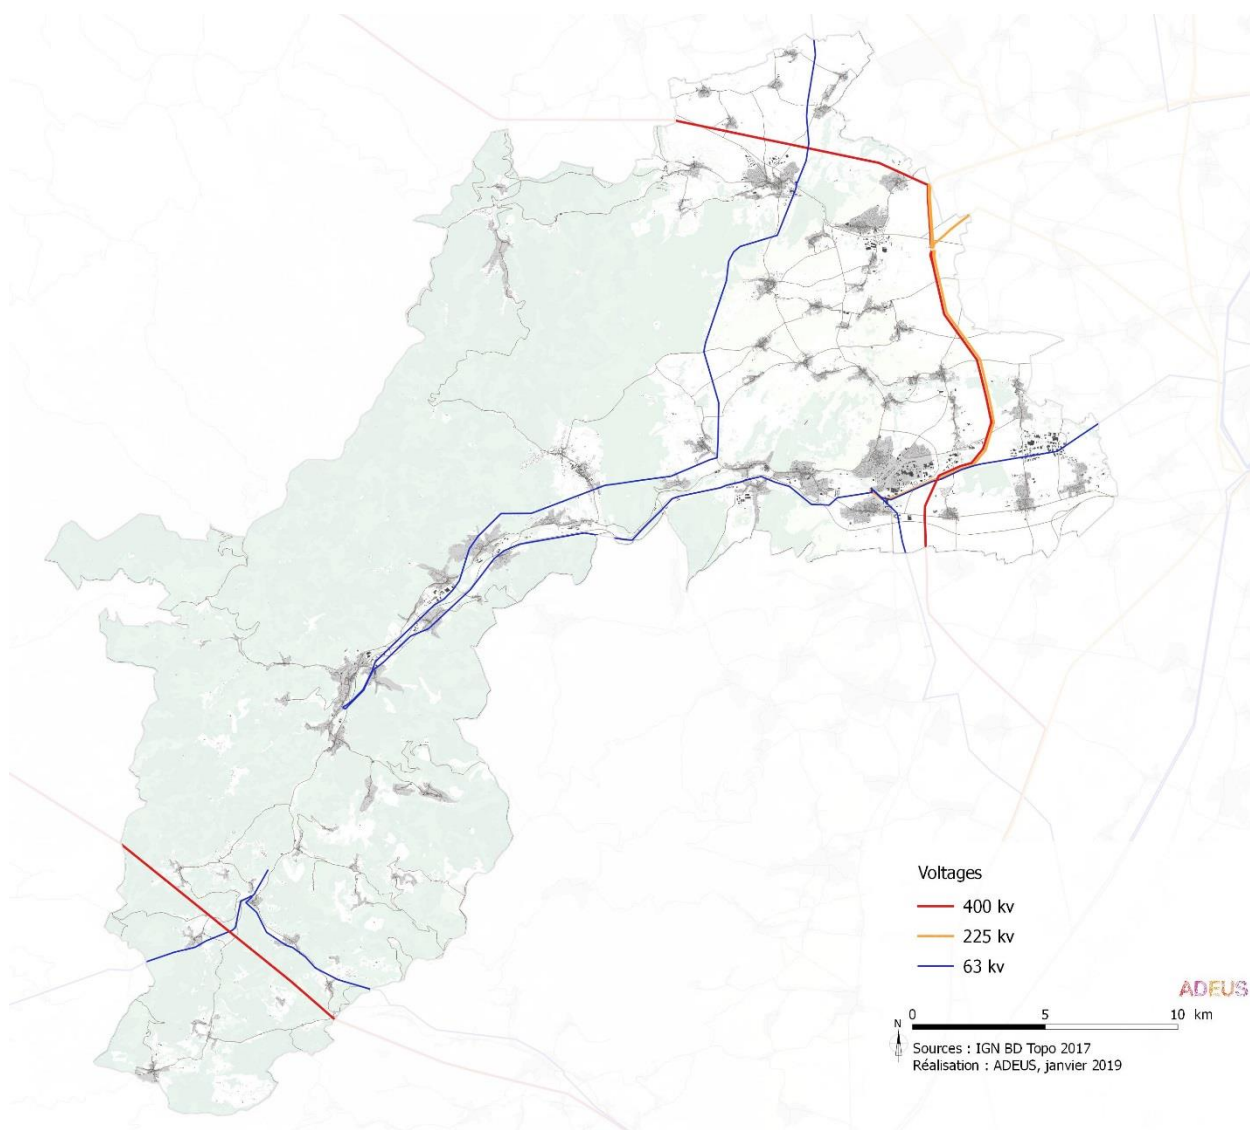 Voltages
400 kv
225 kv
63 kv
ADEUS
0 5 10 km
N
Sources : IGN BD Topo 2017
Réalisation : ADEUS, janvier 2019